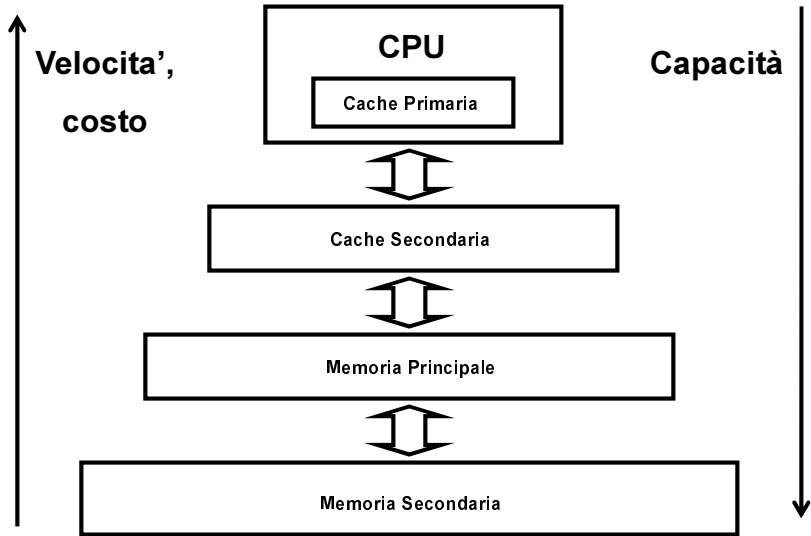 CPU
Velocita’,
costo
Capacità
Cache Primaria
Cache Secondaria
Memoria Principale
Memoria Secondaria